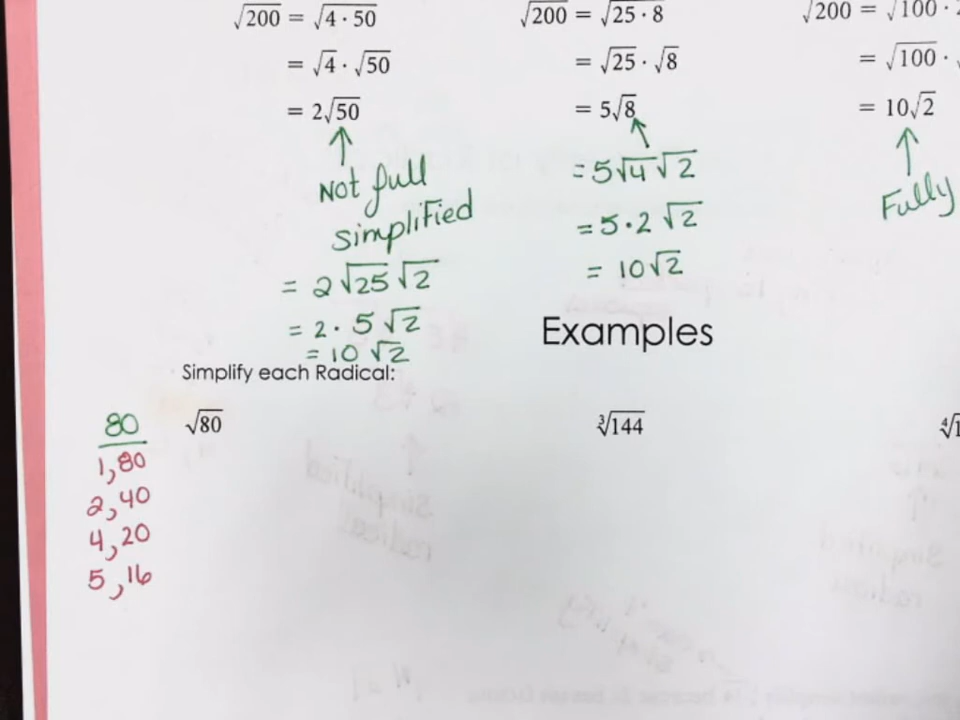 √200 = √4 · 50
= √4 · √50
= 2√50
Not full
simplified
= 2√25 √2
= 2 · 5 √2
= 10 √2
√200 = √25 · 8
= √25 · √8
= 5√8
= 5√4 √2
= 5 · 2 √2
= 10√2
√200 = √100 ·
= √100 ·
= 10√2
Fully
Examples
Simplify each Radical:
80
1, 80
2, 40
4, 20
5, 16
√80
∛144
∜1